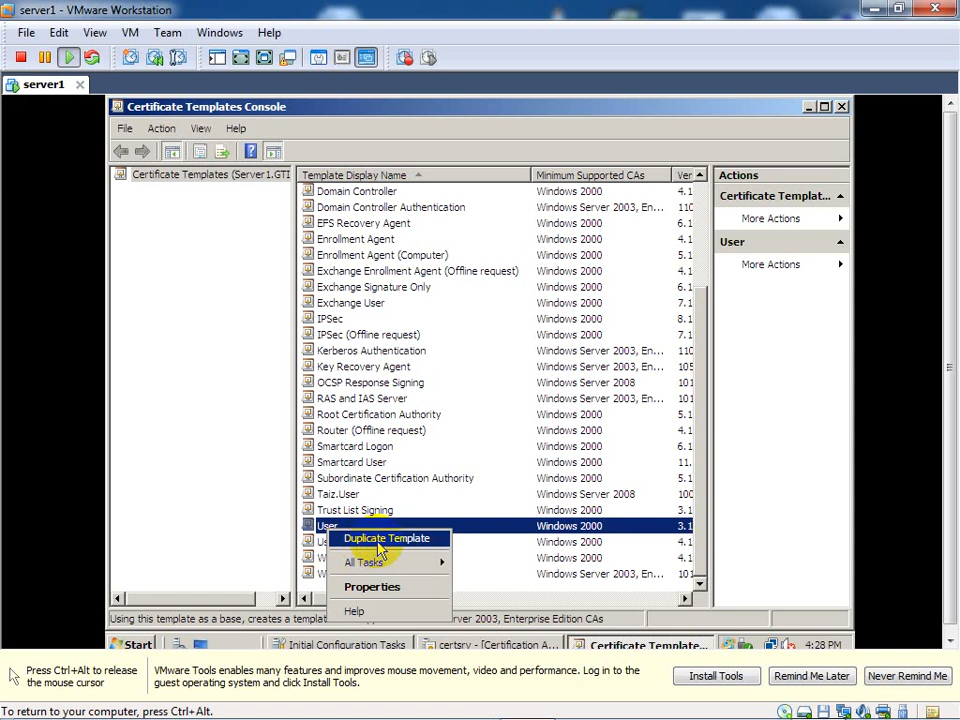 server1 - VMware Workstation
File Edit View VM Team Windows Help
server1
Certificate Templates Console
File Action View Help
Certificate Templates (Server1.GTI
Template Display Name Minimum Supported CAs Ver
Domain Controller Windows 2000 4.1
Domain Controller Authentication Windows Server 2003, En... 110
EFS Recovery Agent Windows 2000 6.1
Enrollment Agent Windows 2000 4.1
Enrollment Agent (Computer) Windows 2000 5.1
Exchange Enrollment Agent (Offline request) Windows 2000 4.1
Exchange Signature Only Windows 2000 6.1
Exchange User Windows 2000 7.1
IPSec Windows 2000 8.1
IPSec (Offline request) Windows 2000 7.1
Kerberos Authentication Windows Server 2003, En... 110
Key Recovery Agent Windows Server 2003, En... 105
OCSP Response Signing Windows Server 2008 101
RAS and IAS Server Windows Server 2003, En... 101
Root Certification Authority Windows 2000 5.1
Router (Offline request) Windows 2000 4.1
Smartcard Logon Windows 2000 6.1
Smartcard User Windows 2000 11.
Subordinate Certification Authority Windows 2000 5.1
Taiz.User Windows Server 2008 100
Trust List Signing Windows 2000 3.1
User Windows 2000 3.1
Windows 2000 4.1
Windows 2000 4.1
Windows 2000 5.1
Duplicate Template
All Tasks
Properties
Help
Actions
Certificate Templat...
More Actions
User
More Actions
Using this template as a base, creates a templat
2003, Enterprise Edition CAs
Start Initial Configuration Tasks certsrv - [Certification A... Certificate Template... 4:28 PM
Press Ctrl+Alt to release
the mouse cursor
VMware Tools enables many features and improves mouse movement, video and performance. Log in to the
guest operating system and click Install Tools.
Install Tools Remind Me Later Never Remind Me
To return to your computer, press Ctrl+Alt.